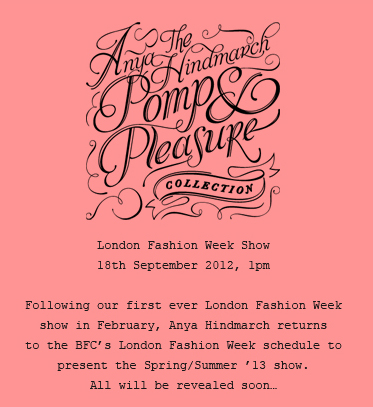 The
Anya Hindmarch
Pomp &
Pleasure
COLLECTION
London Fashion Week Show
18th September 2012, 1pm
Following our first ever London Fashion Week
show in February, Anya Hindmarch returns
to the BFC’s London Fashion Week schedule to
present the Spring/Summer ’13 show.
All will be revealed soon…